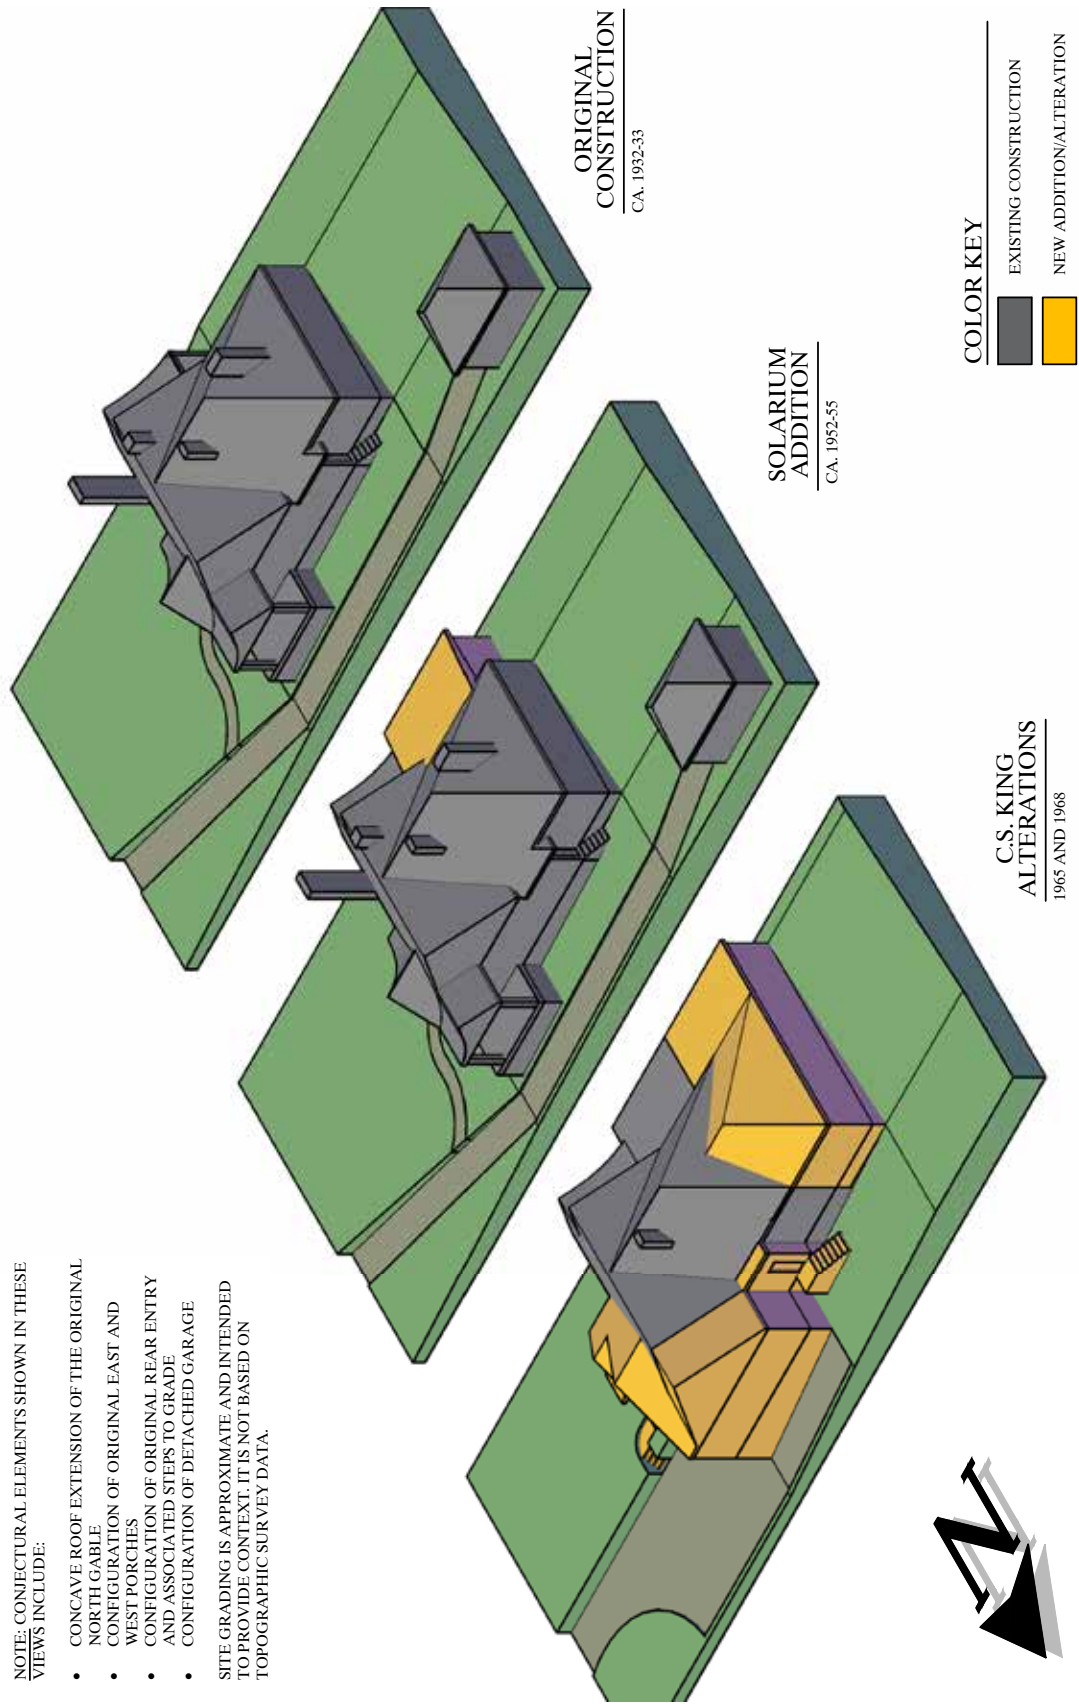 NOTE: CONJECTURAL ELEMENTS SHOWN IN THESE
VIEWS INCLUDE:
• CONCAVE ROOF EXTENSION OF THE ORIGINAL
NORTH GABLE
• CONFIGURATION OF ORIGINAL EAST AND
WEST PORCHES
• CONFIGURATION OF ORIGINAL REAR ENTRY
AND ASSOCIATED STEPS TO GRADE
• CONFIGURATION OF DETACHED GARAGE
SITE GRADING IS APPROXIMATE AND INTENDED
TO PROVIDE CONTEXT. IT IS NOT BASED ON
TOPOGRAPHIC SURVEY DATA.
ORIGINAL
CONSTRUCTION
CA. 1932-33
SOLARIUM
ADDITION
CA. 1952-55
C.S. KING
ALTERATIONS
1965 AND 1968
COLOR KEY
EXISTING CONSTRUCTION
NEW ADDITION/ALTERATION
N